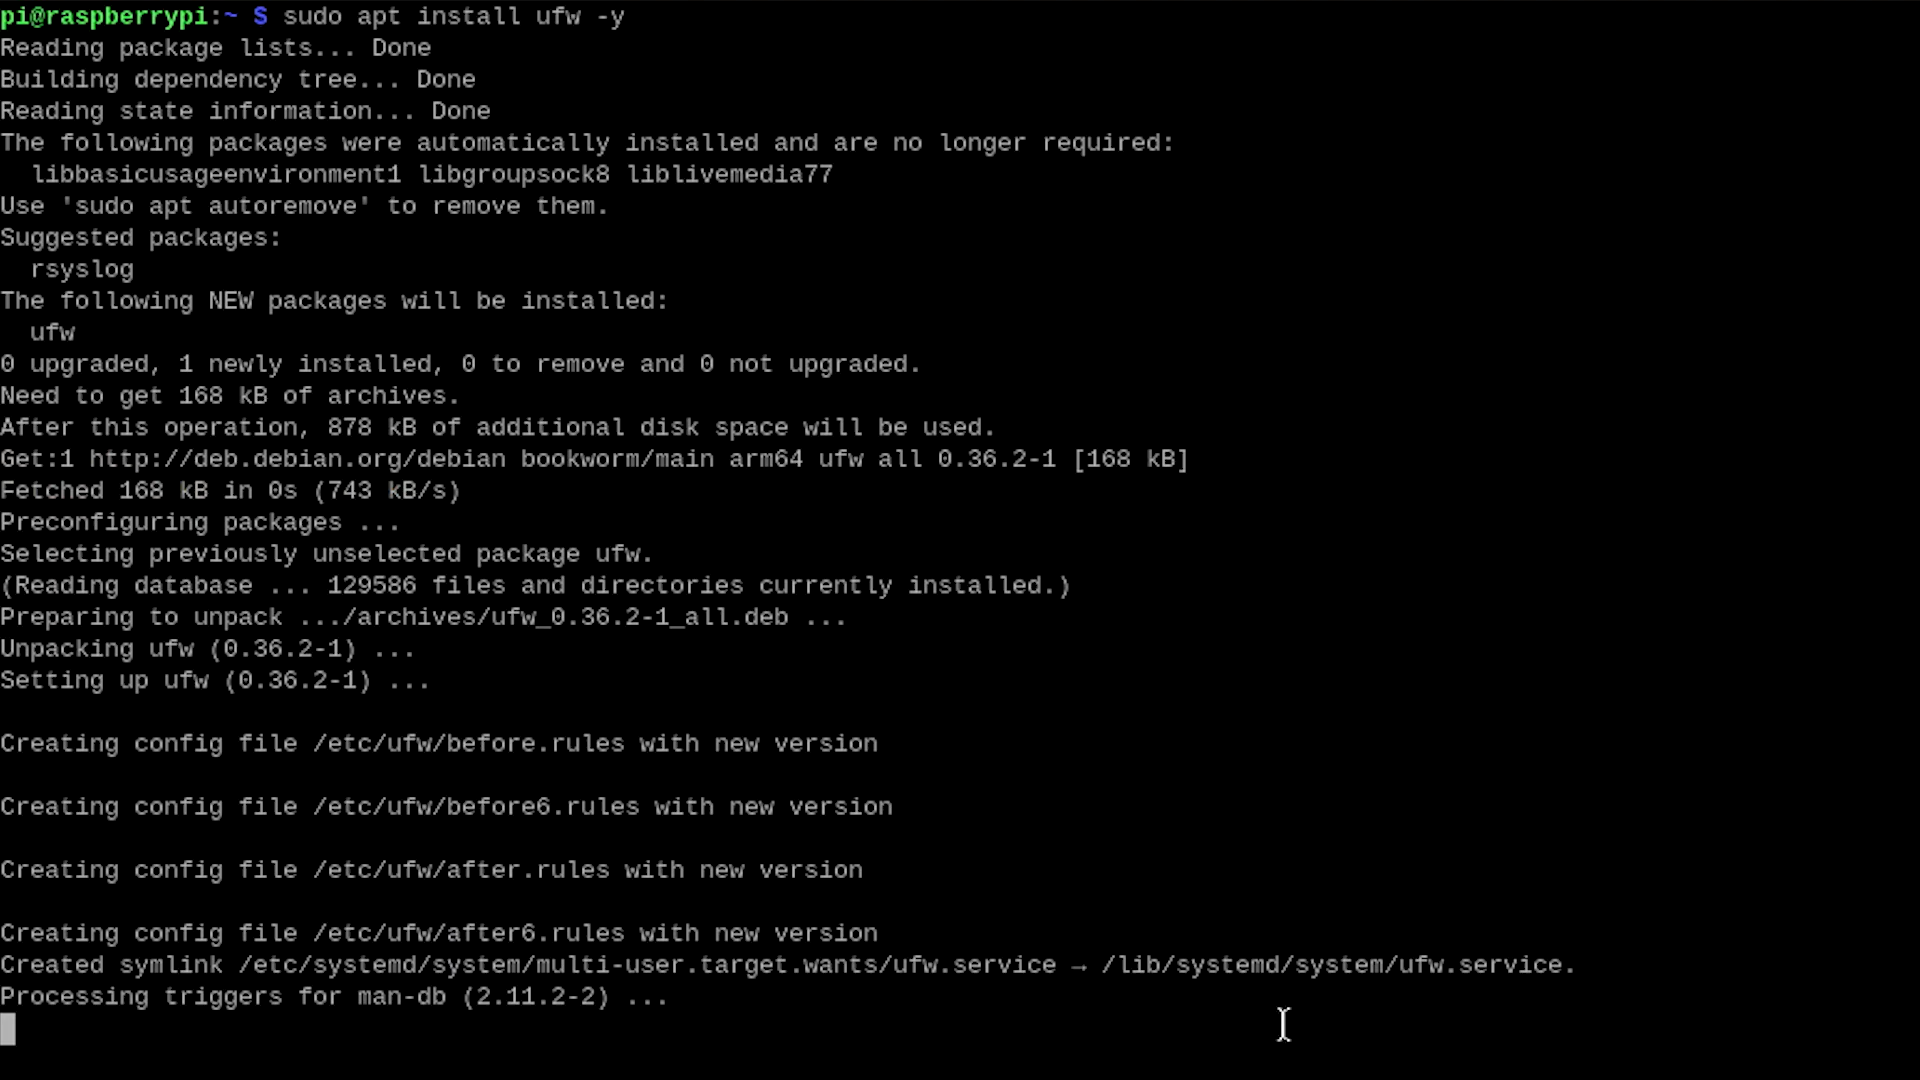 pi@raspberrypi:~ $ sudo apt install ufw -y
Reading package lists... Done
Building dependency tree... Done
Reading state information... Done
The following packages were automatically installed and are no longer required:
  libbasicusageenvironment1 libgroupsock8 liblivemedia77
Use 'sudo apt autoremove' to remove them.
Suggested packages:
  rsyslog
The following NEW packages will be installed:
  ufw
0 upgraded, 1 newly installed, 0 to remove and 0 not upgraded.
Need to get 168 kB of archives.
After this operation, 878 kB of additional disk space will be used.
Get:1 http://deb.debian.org/debian bookworm/main arm64 ufw all 0.36.2-1 [168 kB]
Fetched 168 kB in 0s (743 kB/s)
Preconfiguring packages ...
Selecting previously unselected package ufw.
(Reading database ... 129586 files and directories currently installed.)
Preparing to unpack .../archives/ufw_0.36.2-1_all.deb ...
Unpacking ufw (0.36.2-1) ...
Setting up ufw (0.36.2-1) ...

Creating config file /etc/ufw/before.rules with new version

Creating config file /etc/ufw/before6.rules with new version

Creating config file /etc/ufw/after.rules with new version

Creating config file /etc/ufw/after6.rules with new version
Created symlink /etc/systemd/system/multi-user.target.wants/ufw.service → /lib/systemd/system/ufw.service.
Processing triggers for man-db (2.11.2-2) ...